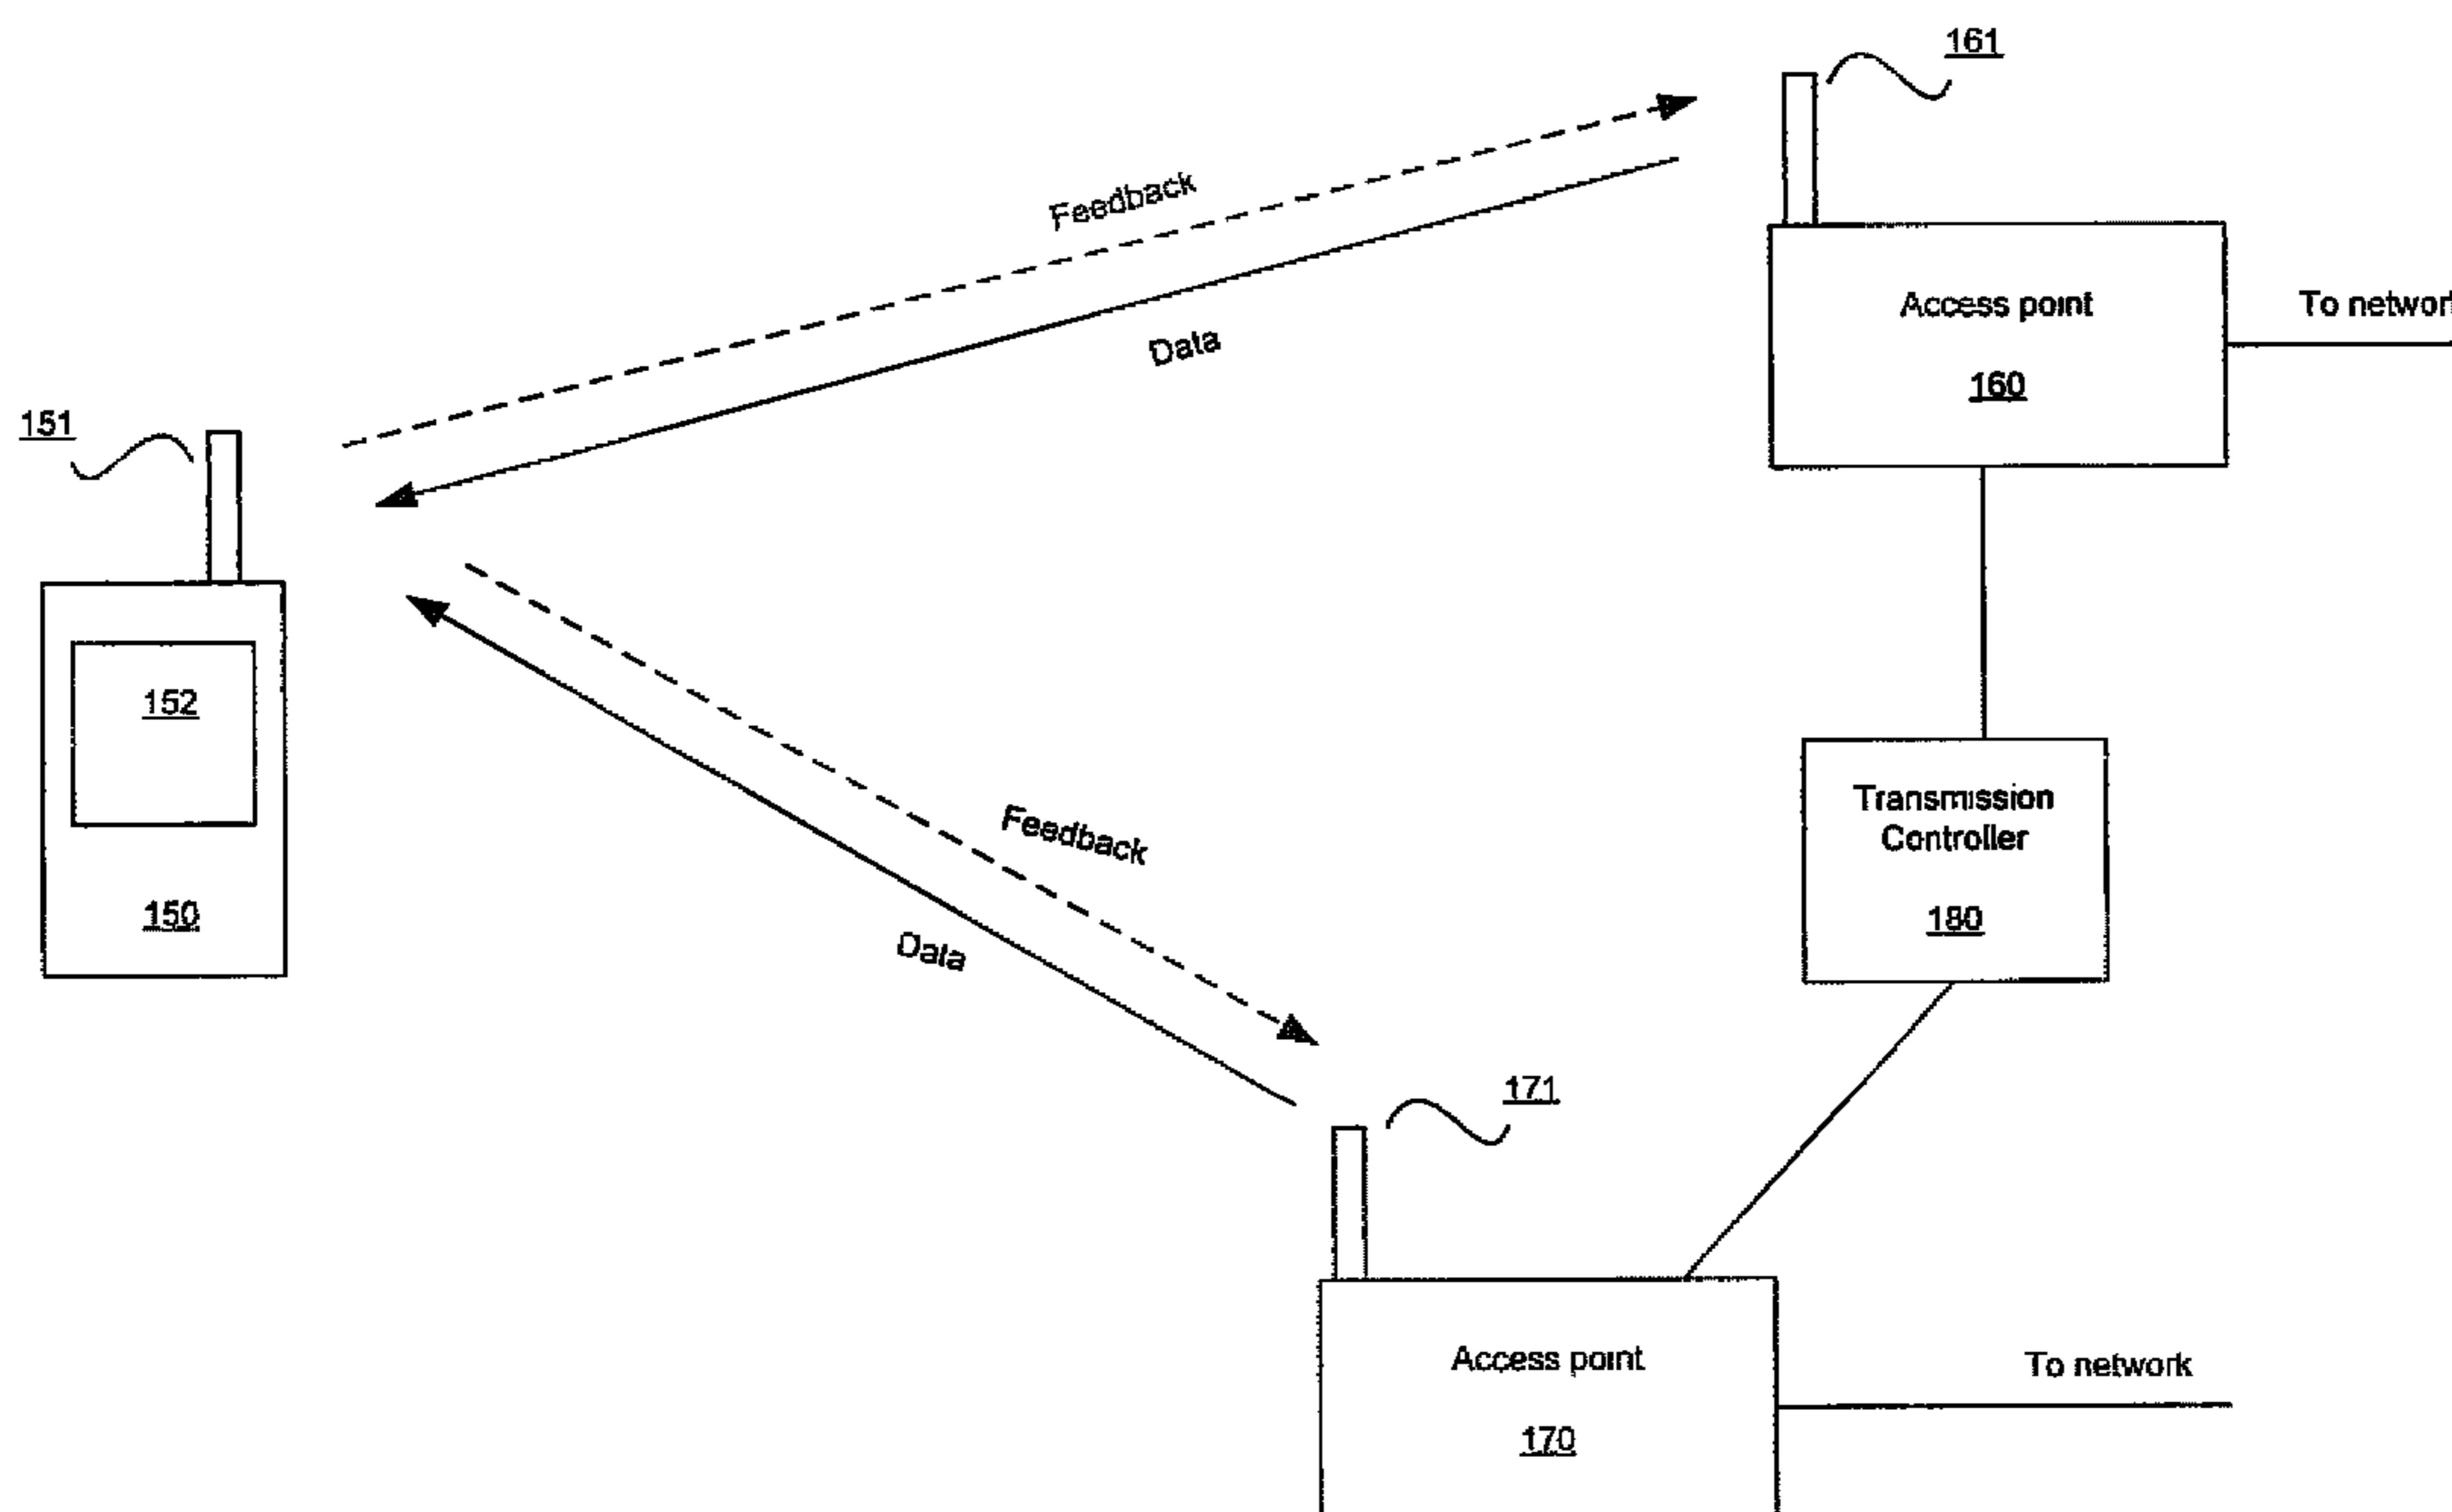 161
Feedback
Access point
To network
Data
160
151
152
Transmission
Controller
Feedback
150
180
Data
171
Access point
To network
170